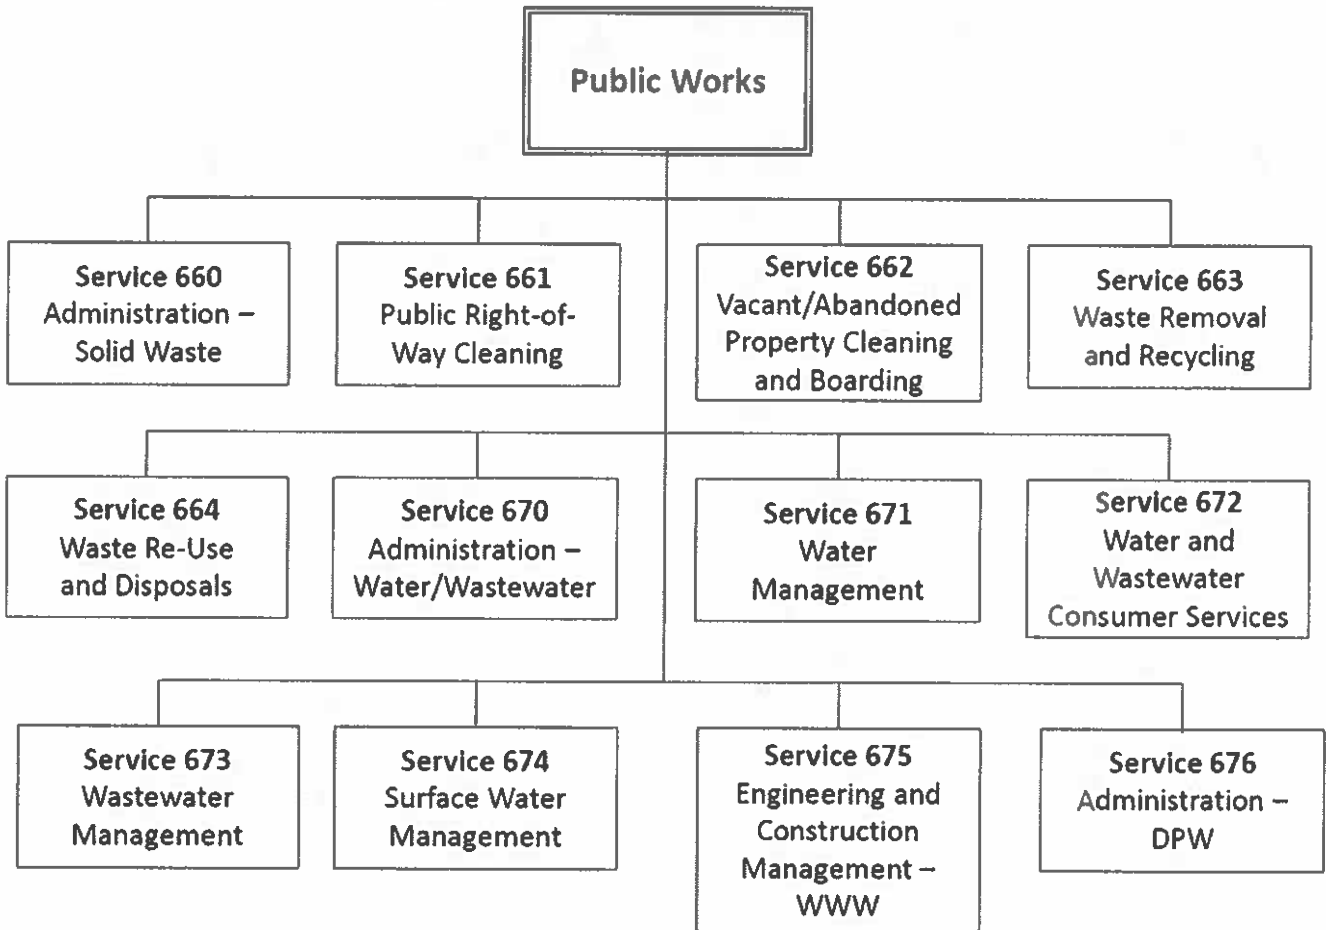 Public Works
Service 660
Administration –
Solid Waste
Service 661
Public Right-of-
Way Cleaning
Service 662
Vacant/Abandoned
Property Cleaning
and Boarding
Service 663
Waste Removal
and Recycling
Service 664
Waste Re-Use
and Disposals
Service 670
Administration –
Water/Wastewater
Service 671
Water
Management
Service 672
Water and
Wastewater
Consumer Services
Service 673
Wastewater
Management
Service 674
Surface Water
Management
Service 675
Engineering and
Construction
Management –
WWW
Service 676
Administration –
DPW